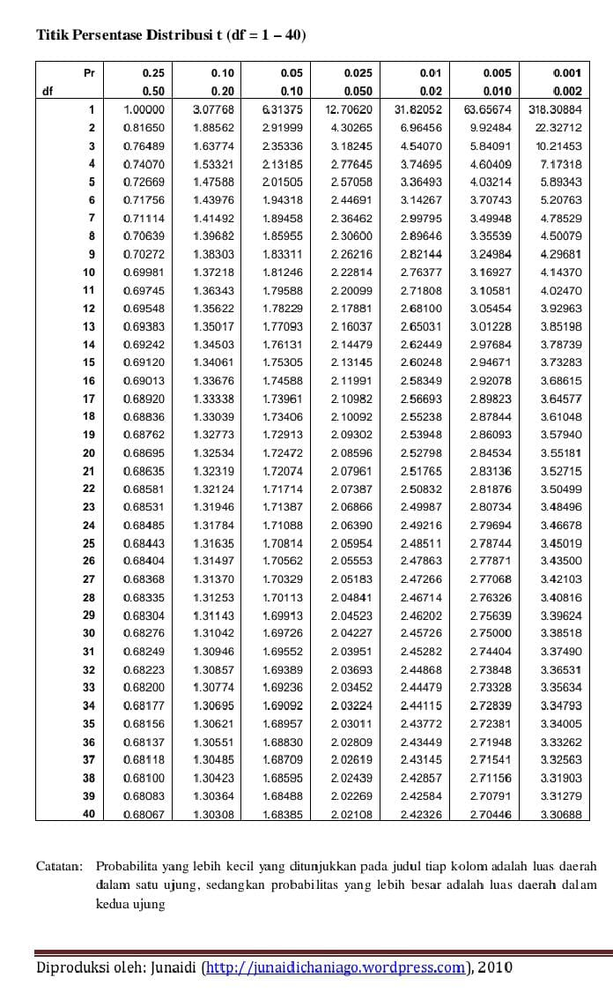 Titik Persentase Distribusi t (df = 1 – 40)
Pr 0.25 0.10 0.05 0.025 0.01 0.005 0.001
df 0.50 0.20 0.10 0.050 0.02 0.010 0.002
1 1.00000 3.07768 6.31375 12.70620 31.82052 63.65674 318.30884
2 0.81650 1.88562 2.91999 4.30265 6.96456 9.92484 22.32712
3 0.76489 1.63774 2.35336 3.18245 4.54070 5.84091 10.21453
4 0.74070 1.53321 2.13185 2.77645 3.74695 4.60409 7.17318
5 0.72669 1.47588 2.01505 2.57058 3.36493 4.03214 5.89343
6 0.71756 1.43976 1.94318 2.44691 3.14267 3.70743 5.20763
7 0.71114 1.41492 1.89458 2.36462 2.99795 3.49948 4.78529
8 0.70639 1.39682 1.85955 2.30600 2.89646 3.35539 4.50079
9 0.70272 1.38303 1.83311 2.26216 2.82144 3.24984 4.29681
10 0.69981 1.37218 1.81246 2.22814 2.76377 3.16927 4.14370
11 0.69745 1.36343 1.79588 2.20099 2.71808 3.10581 4.02470
12 0.69548 1.35622 1.78229 2.17881 2.68100 3.05454 3.92963
13 0.69383 1.35017 1.77093 2.16037 2.65031 3.01228 3.85198
14 0.69242 1.34503 1.76131 2.14479 2.62449 2.97684 3.78739
15 0.69120 1.34061 1.75305 2.13145 2.60248 2.94671 3.73283
16 0.69013 1.33676 1.74588 2.11991 2.58349 2.92078 3.68615
17 0.68920 1.33338 1.73961 2.10982 2.56693 2.89823 3.64577
18 0.68836 1.33039 1.73406 2.10092 2.55238 2.87844 3.61048
19 0.68762 1.32773 1.72913 2.09302 2.53948 2.86093 3.57940
20 0.68695 1.32534 1.72472 2.08596 2.52798 2.84534 3.55181
21 0.68635 1.32319 1.72074 2.07961 2.51765 2.83136 3.52715
22 0.68581 1.32124 1.71714 2.07387 2.50832 2.81876 3.50499
23 0.68531 1.31946 1.71387 2.06866 2.49987 2.80734 3.48496
24 0.68485 1.31784 1.71088 2.06390 2.49216 2.79694 3.46678
25 0.68443 1.31635 1.70814 2.05954 2.48511 2.78744 3.45019
26 0.68404 1.31497 1.70562 2.05553 2.47863 2.77871 3.43500
27 0.68368 1.31370 1.70329 2.05183 2.47266 2.77068 3.42103
28 0.68335 1.31253 1.70113 2.04841 2.46714 2.76326 3.40816
29 0.68304 1.31143 1.69913 2.04523 2.46202 2.75639 3.39624
30 0.68276 1.31042 1.69726 2.04227 2.45726 2.75000 3.38518
31 0.68249 1.30946 1.69552 2.03951 2.45282 2.74404 3.37490
32 0.68223 1.30857 1.69389 2.03693 2.44868 2.73848 3.36531
33 0.68200 1.30774 1.69236 2.03452 2.44479 2.73328 3.35634
34 0.68177 1.30695 1.69092 2.03224 2.44115 2.72839 3.34793
35 0.68156 1.30621 1.68957 2.03011 2.43772 2.72381 3.34005
36 0.68137 1.30551 1.68830 2.02809 2.43449 2.71948 3.33262
37 0.68118 1.30485 1.68709 2.02619 2.43145 2.71541 3.32563
38 0.68100 1.30423 1.68595 2.02439 2.42857 2.71156 3.31903
39 0.68083 1.30364 1.68488 2.02269 2.42584 2.70791 3.31279
40 0.68067 1.30308 1.68385 2.02108 2.42326 2.70446 3.30688
Catatan: Probabilita yang lebih kecil yang ditunjukkan pada judul tiap kolom adalah luas daerah
dalam satu ujung, sedangkan probabilitas yang lebih besar adalah luas daerah dalam
kedua ujung
Diproduksi oleh: Junaidi (http://junaidichaniago.wordpress.com), 2010